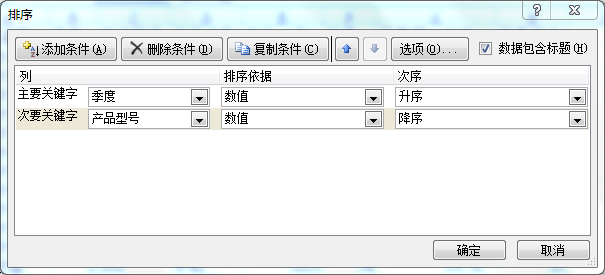 排序
添加条件(A) 删除条件(D) 复制条件(C) 选项(O)... 数据包含标题(H)
列 排序依据 次序
主要关键字 季度 数值 升序
次要关键字 产品型号 数值 降序
确定 取消